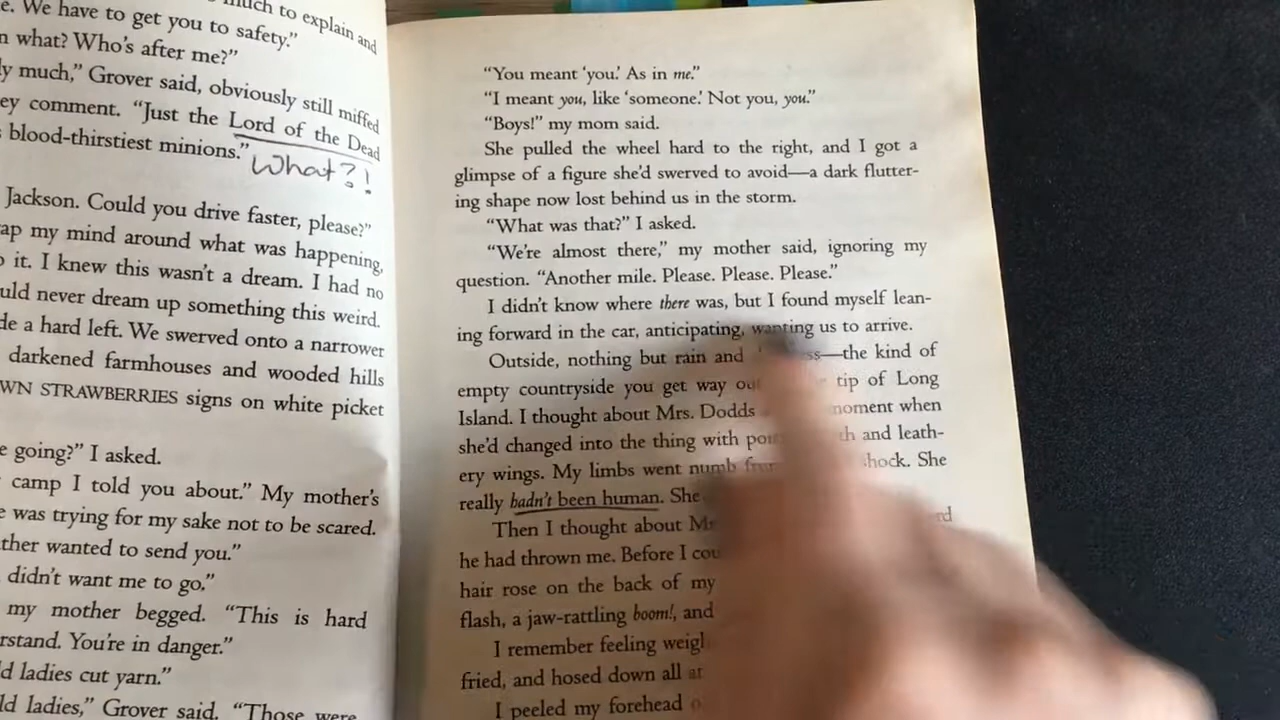 much to explain and
e. We have to get you to safety.”
n what? Who’s after me?”
ly much,” Grover said, obviously still miffed
ey comment. “Just the Lord of the Dead
blood-thirstiest minions.”
What?!
Jackson. Could you drive faster, please?”
ap my mind around what was happening,
o it. I knew this wasn’t a dream. I had no
uld never dream up something this weird.
de a hard left. We swerved onto a narrower
darkened farmhouses and wooded hills
WN STRAWBERRIES signs on white picket
e going?” I asked.
camp I told you about.” My mother’s
e was trying for my sake not to be scared.
ther wanted to send you.”
didn’t want me to go,”
my mother begged. “This is hard
rstand. You’re in danger.”
d ladies cut yarn.”
ld ladies,” Grover said. “Those were
“You meant ‘you.’ As in me.”
“I meant you, like ‘someone.’ Not you, you.”
“Boys!” my mom said.
She pulled the wheel hard to the right, and I got a
glimpse of a figure she’d swerved to avoid—a dark flutter-
ing shape now lost behind us in the storm.
“What was that?” I asked.
“We’re almost there,” my mother said, ignoring my
question. “Another mile. Please. Please. Please.”
I didn’t know where there was, but I found myself lean-
ing forward in the car, anticipating, wanting us to arrive.
Outside, nothing but rain and —the kind of
empty countryside you get way tip of Long
Island. I thought about Mrs. Dodds moment when
she’d changed into the thing with and leath-
ery wings. My limbs went numb shock. She
really hadn’t been human. She
Then I thought about
he had thrown me. Before I
hair rose on the back of my
flash, a jaw-rattling boom!, and
I remember feeling
fried, and hosed down all
I peeled my forehead